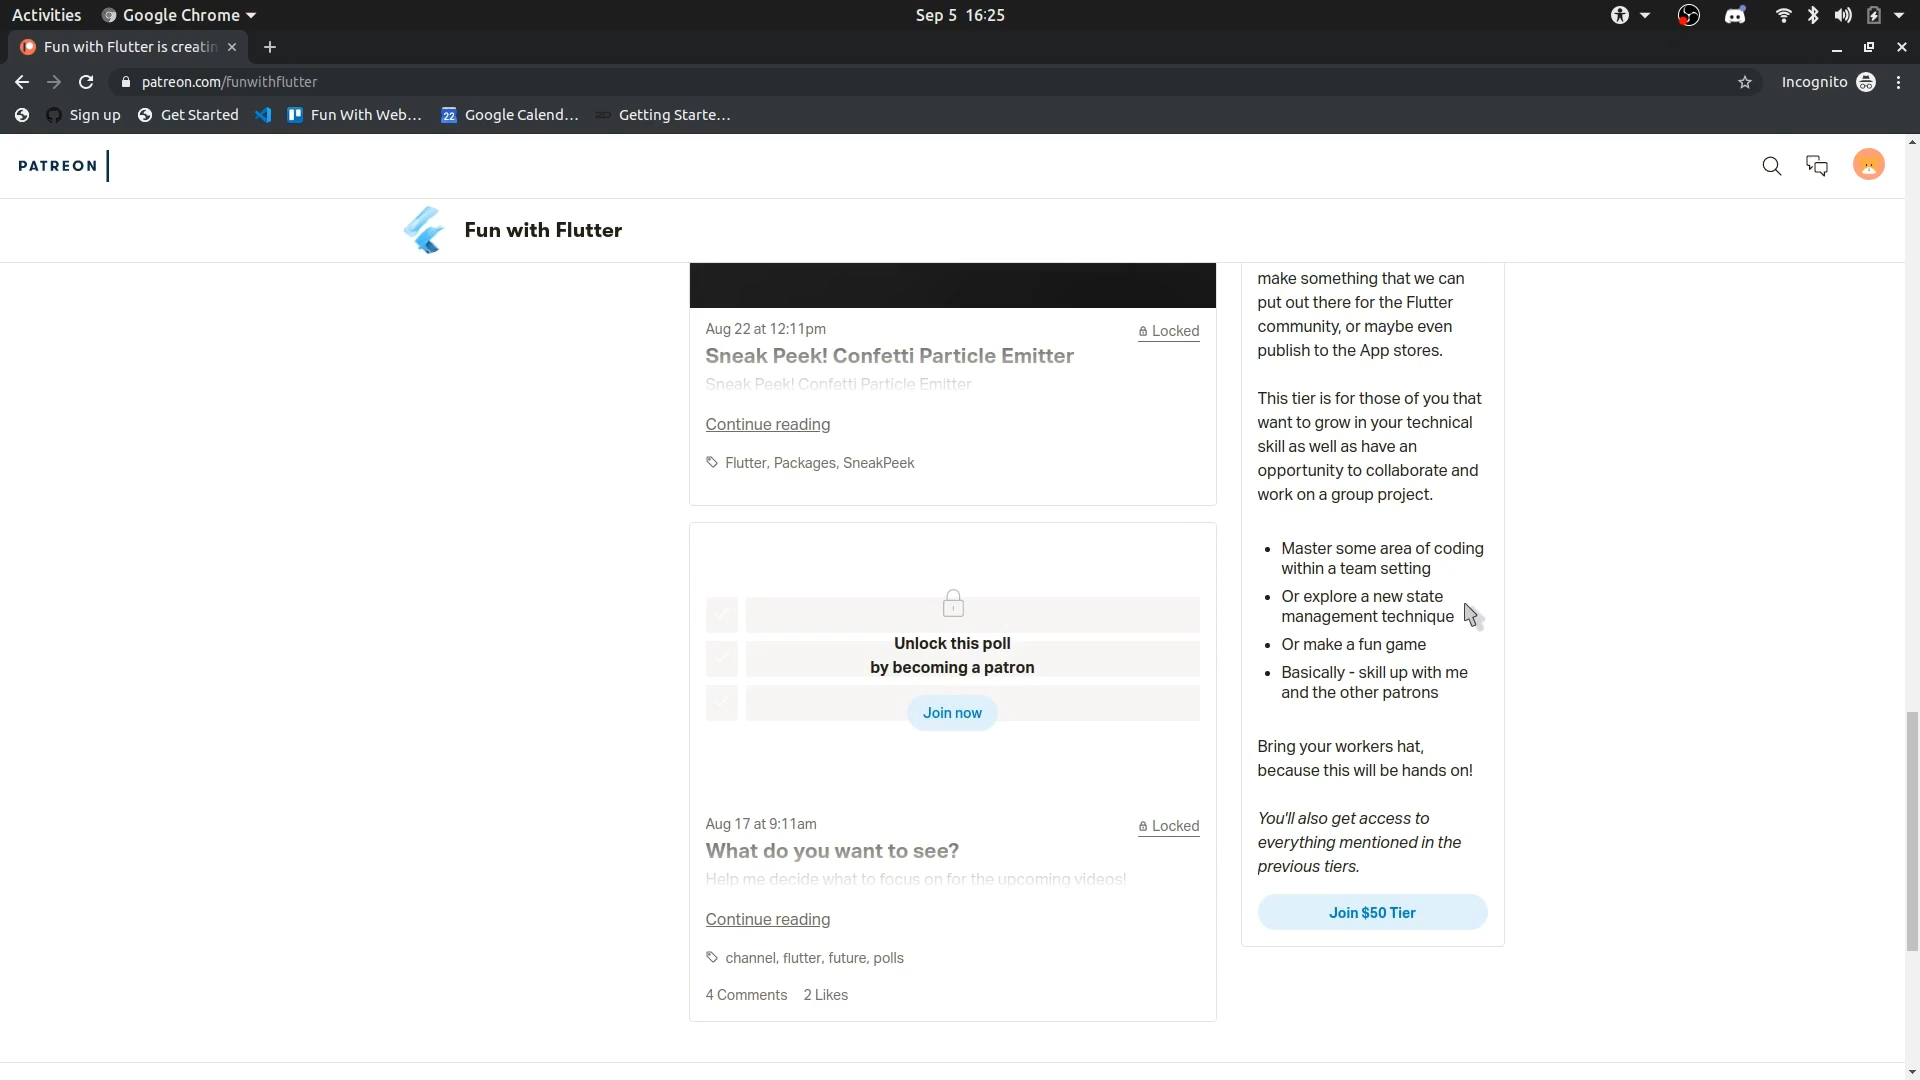 Activities
Google Chrome
Sep 5 16:25
Fun with Flutter is creatin
patreon.com/funwithflutter
Incognito
Sign up
Get Started
Fun With Web...
22
Google Calend...
Getting Starte...
PATREON
Fun with Flutter
Aug 22 at 12:11pm
Locked
Sneak Peek! Confetti Particle Emitter
Sneak Peek! Confetti Particle Emitter
Continue reading
Flutter, Packages, SneakPeek
Unlock this poll
by becoming a patron
Join now
Aug 17 at 9:11am
Locked
What do you want to see?
Help me decide what to focus on for the upcoming videos!
Continue reading
channel, flutter, future, polls
4 Comments 2 Likes
make something that we can
put out there for the Flutter
community, or maybe even
publish to the App stores.
This tier is for those of you that
want to grow in your technical
skill as well as have an
opportunity to collaborate and
work on a group project.
• Master some area of coding
within a team setting
• Or explore a new state
management technique
• Or make a fun game
• Basically - skill up with me
and the other patrons
Bring your workers hat,
because this will be hands on!
You'll also get access to
everything mentioned in the
previous tiers.
Join $50 Tier